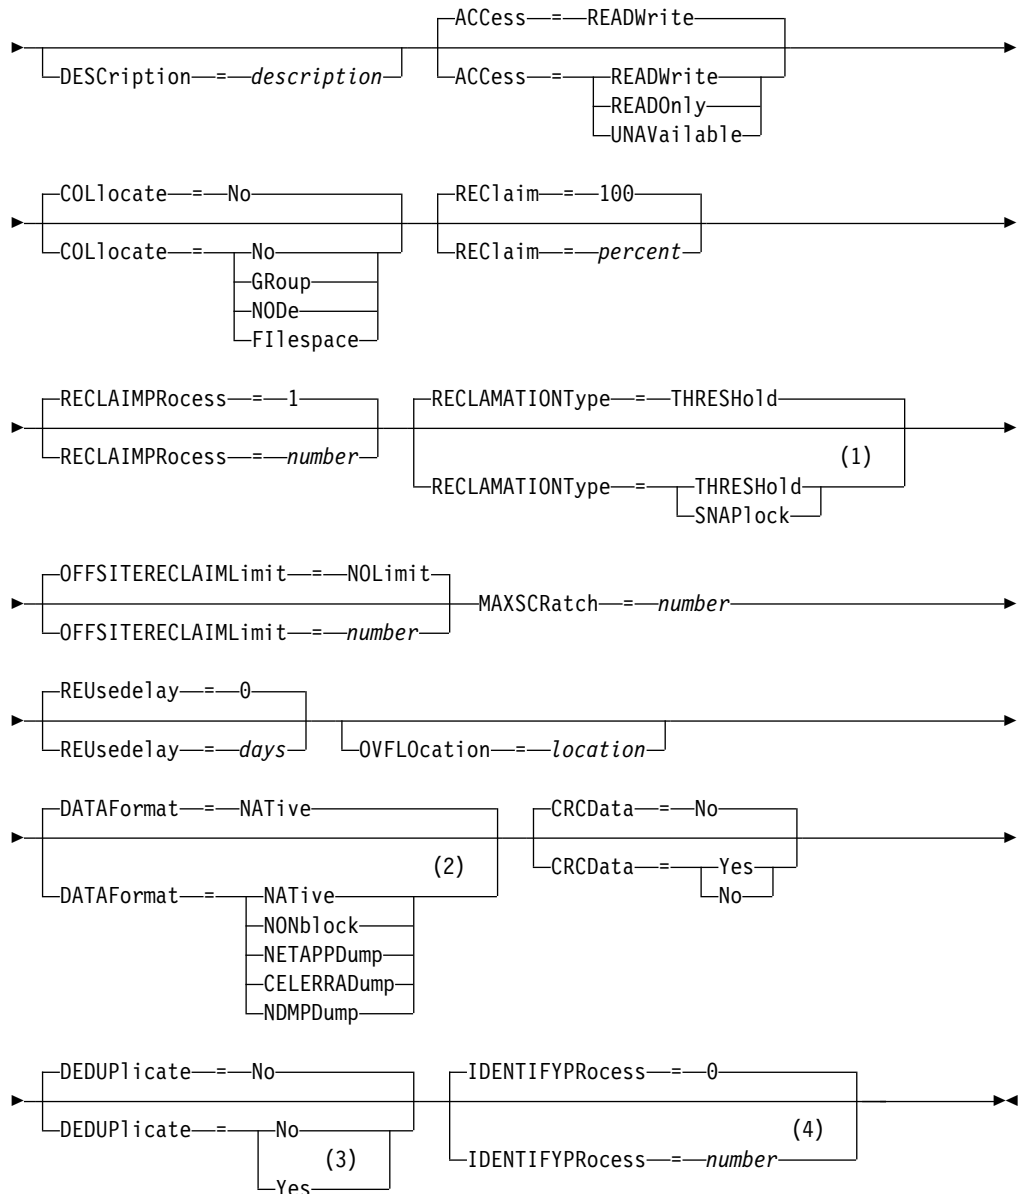 ACCess = READWrite
DESCription = description ACCess = READWrite
READOnly
UNAVailable
COLlocate = No REClaim = 100
COLlocate = No REClaim = percent
GRoup
NODe
FIlespace
RECLAIMPRocess = 1 RECLAMATIONType = THRESHold
(1)
RECLAIMPRocess = number
RECLAMATIONType = THRESHold
SNAPlock
OFFSITERECLAIMLimit = NOLimit
MAXSCRatch = number
OFFSITERECLAIMLimit = number
REUsedelay = 0
REUsedelay = days OVFLOcation = location
DATAFormat = NATive CRCData = No
(2) CRCData = Yes
DATAFormat = NATive No
NONblock
NETAPPDump
CELERRADump
NDMPDump
DEDUPlicate = No IDENTIFYPRocess = 0
DEDUPlicate = No (4)
(3) IDENTIFYPRocess = number
Yes